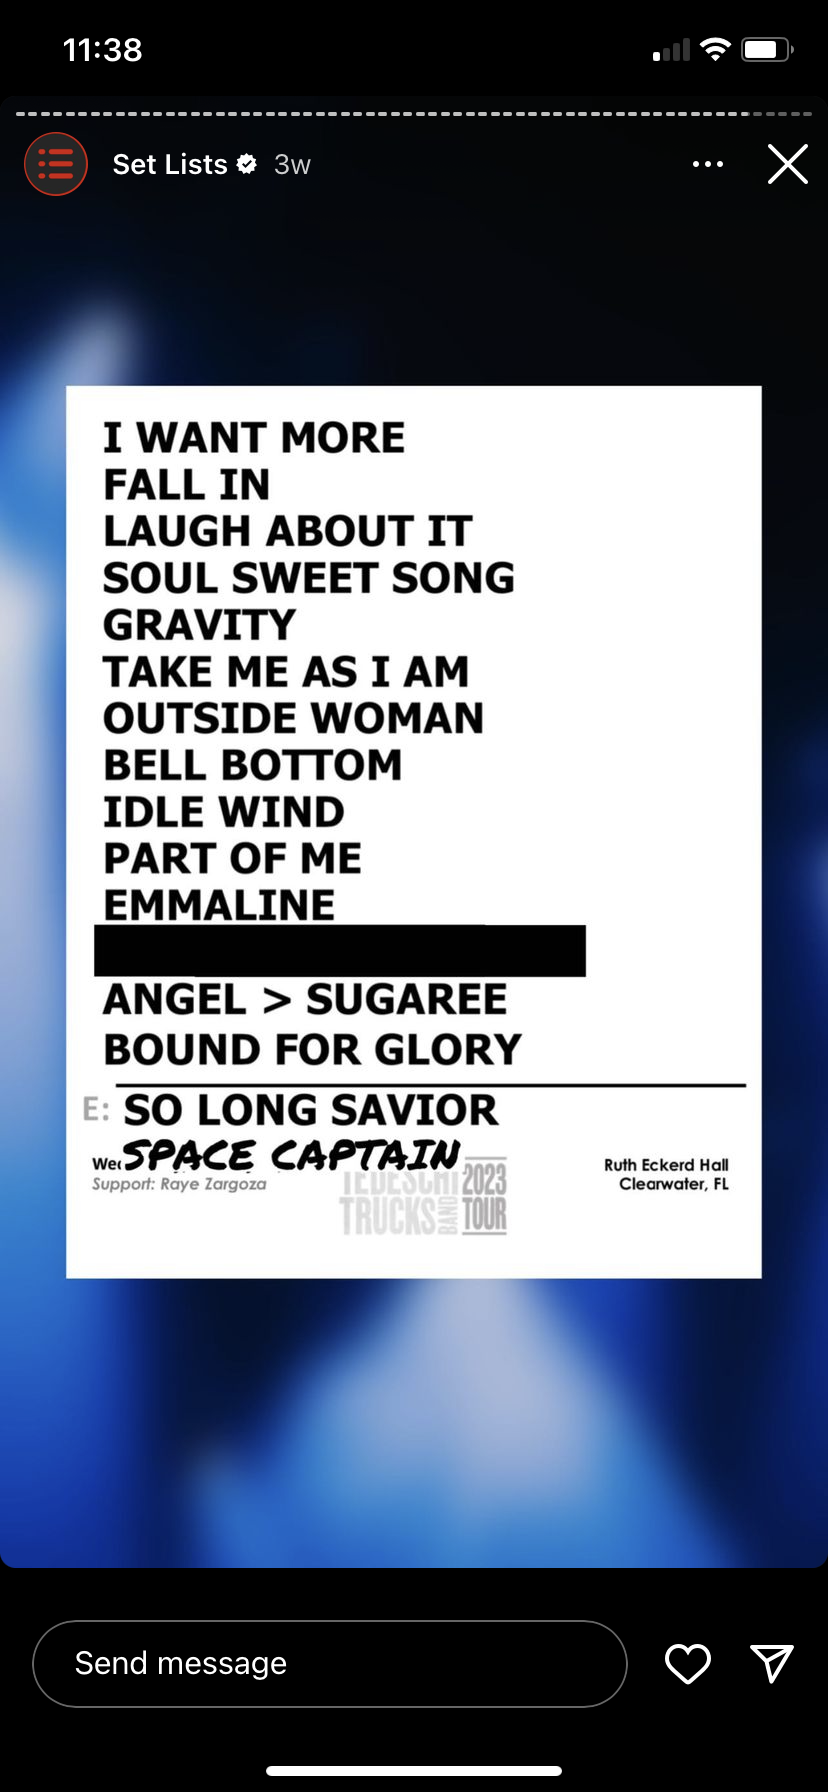 11:38
Set Lists 3w
I WANT MORE
FALL IN
LAUGH ABOUT IT
SOUL SWEET SONG
GRAVITY
TAKE ME AS I AM
OUTSIDE WOMAN
BELL BOTTOM
IDLE WIND
PART OF ME
EMMALINE
ANGEL > SUGAREE
BOUND FOR GLORY
E: SO LONG SAVIOR
SPACE CAPTAIN
Support: Raye Zargoza
TEDESCHI
TRUCKS BAND
2023
TOUR
Ruth Eckerd Hall
Clearwater, FL
Send message